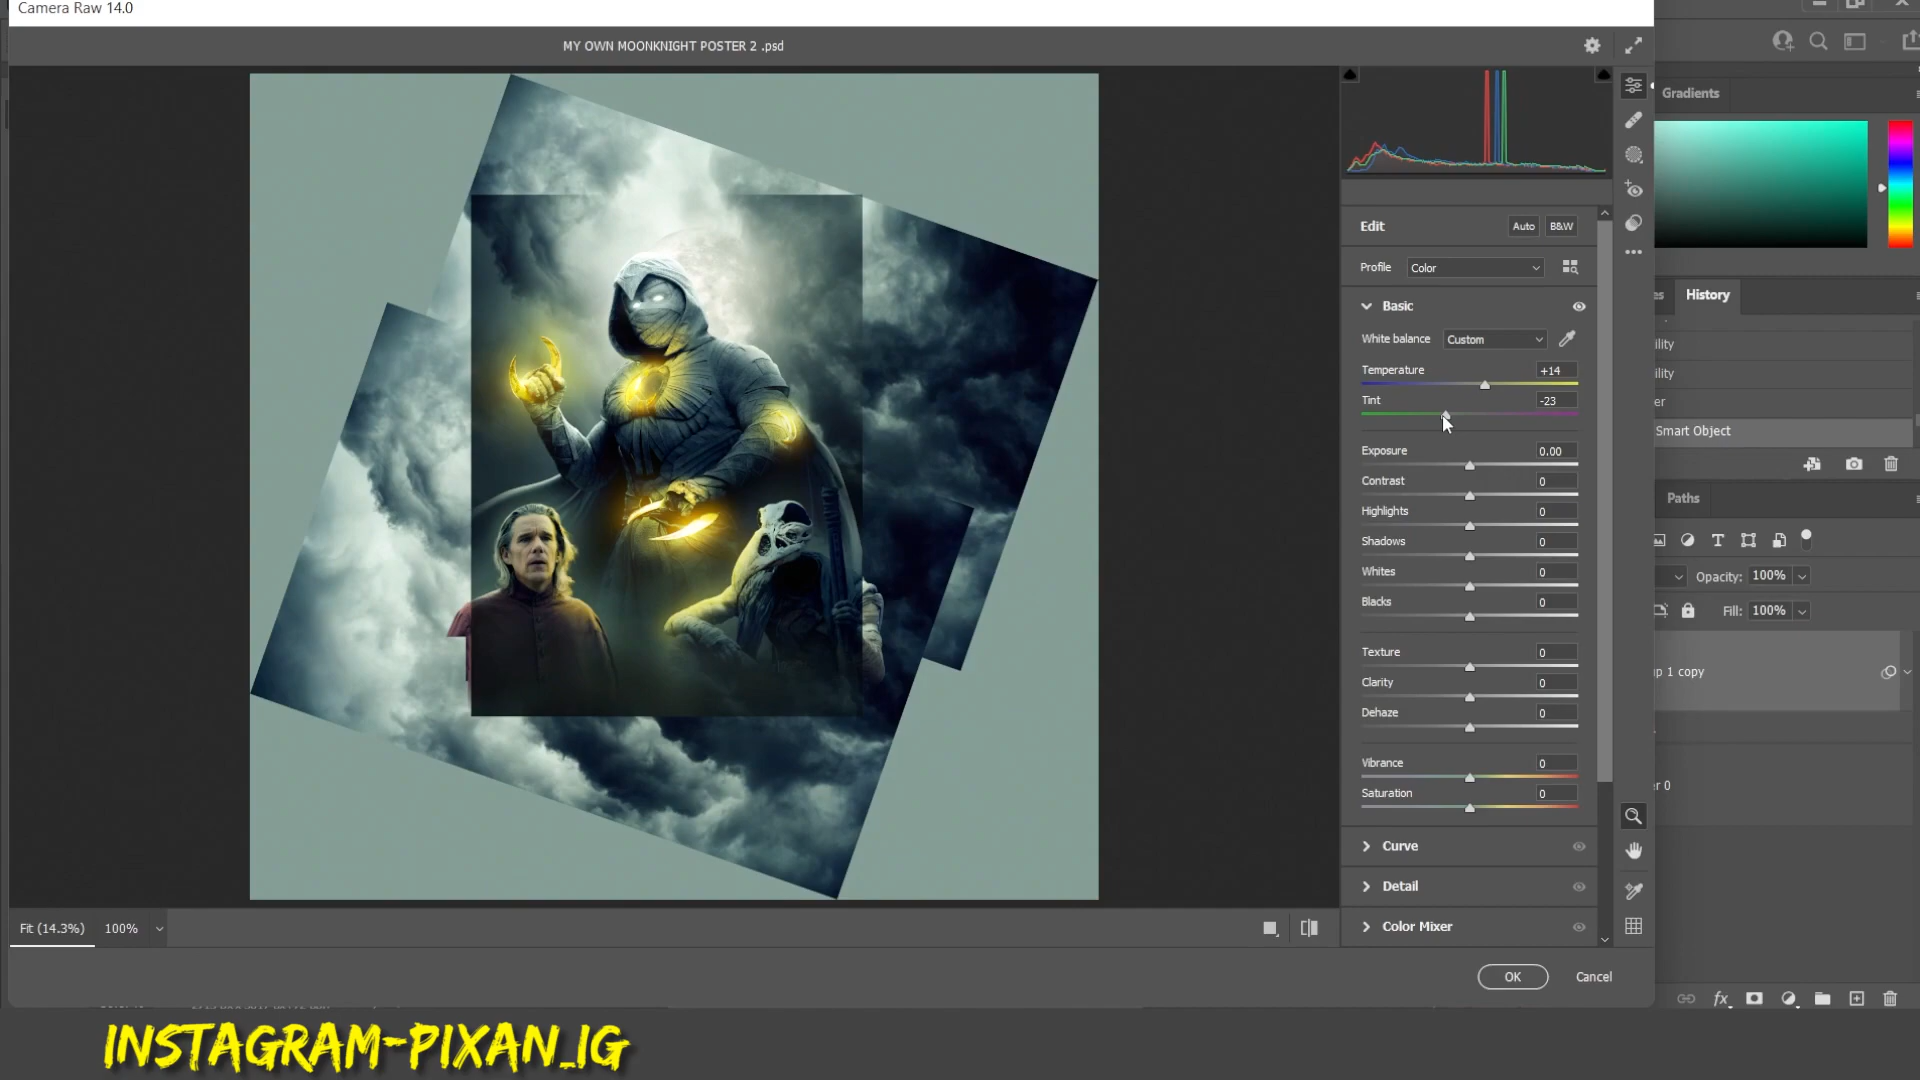 Camera Raw 14.0
MY OWN MOONKNIGHT POSTER 2 .psd
Gradients
Edit
Auto
B&W
Profile
Color
History
Basic
White balance
Custom
ility
Temperature
+14
ility
Tint
-23
er
Smart Object
Exposure
0.00
Contrast
0
Paths
Highlights
0
Shadows
0
Whites
0
Opacity: 100%
Blacks
0
Fill: 100%
Texture
0
p 1 copy
Clarity
0
Dehaze
0
Vibrance
0
Saturation
0
r 0
Curve
Detail
Color Mixer
Fit (14.3%)
100%
OK
Cancel
fx
INSTAGRAM-PIXAN_IG